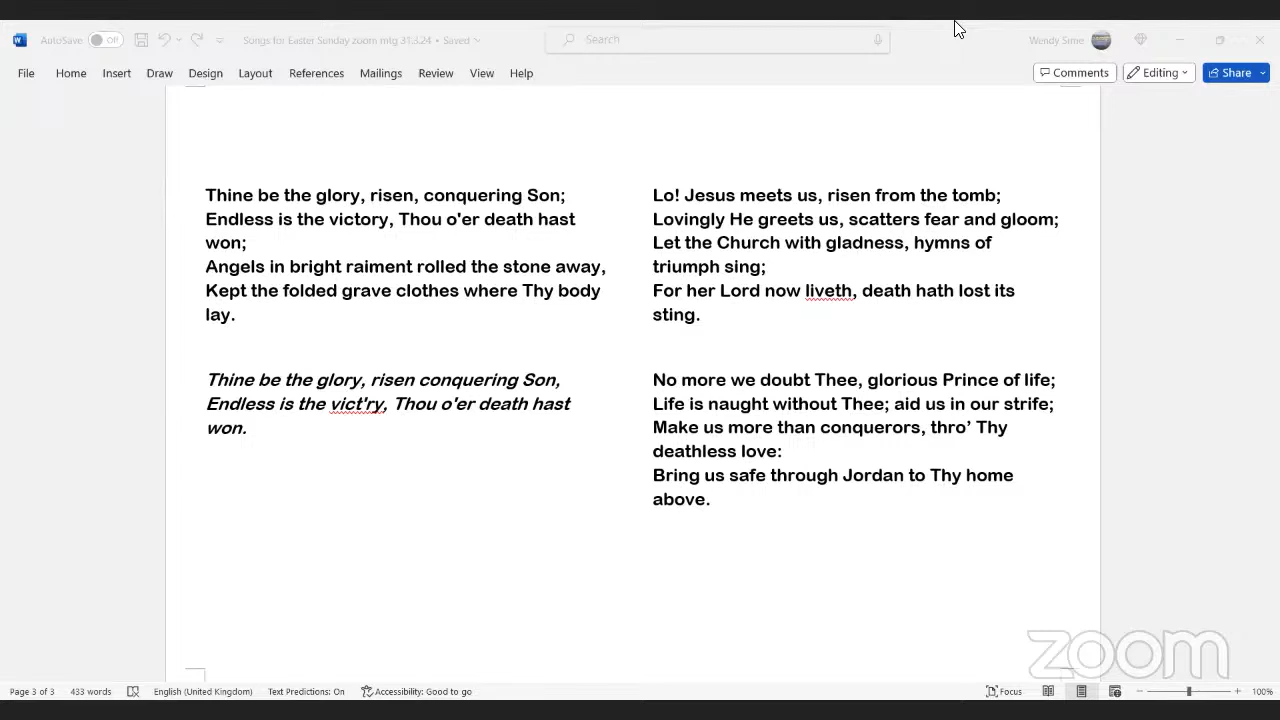 AutoSave Off Songs for Easter Sunday zoom mtg 31.3.24 • Saved Search Wendy Sime
File Home Insert Draw Design Layout References Mailings Review View Help Comments Editing Share
Thine be the glory, risen, conquering Son;
Endless is the victory, Thou o'er death hast
won;
Angels in bright raiment rolled the stone away,
Kept the folded grave clothes where Thy body
lay.
Thine be the glory, risen conquering Son,
Endless is the vict'ry, Thou o'er death hast
won.
Lo! Jesus meets us, risen from the tomb;
Lovingly He greets us, scatters fear and gloom;
Let the Church with gladness, hymns of
triumph sing;
For her Lord now liveth, death hath lost its
sting.
No more we doubt Thee, glorious Prince of life;
Life is naught without Thee; aid us in our strife;
Make us more than conquerors, thro’ Thy
deathless love:
Bring us safe through Jordan to Thy home
above.
zoom
Page 3 of 3 433 words English (United Kingdom) Text Predictions: On Accessibility: Good to go Focus 100%